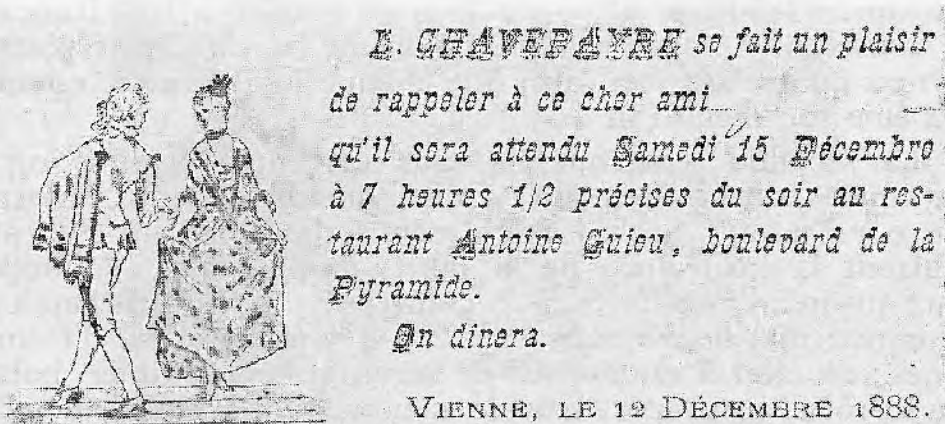 E. CHAVEPAYRE se fait un plaisir
de rappeler à ce cher ami
qu'il sera attendu Samedi 15 Décembre
à 7 heures 1/2 précises du soir au res-
taurant Antoine Guieu, boulevard de la
Pyramide.
On dinera.
VIENNE, LE 12 DÉCEMBRE 1888.